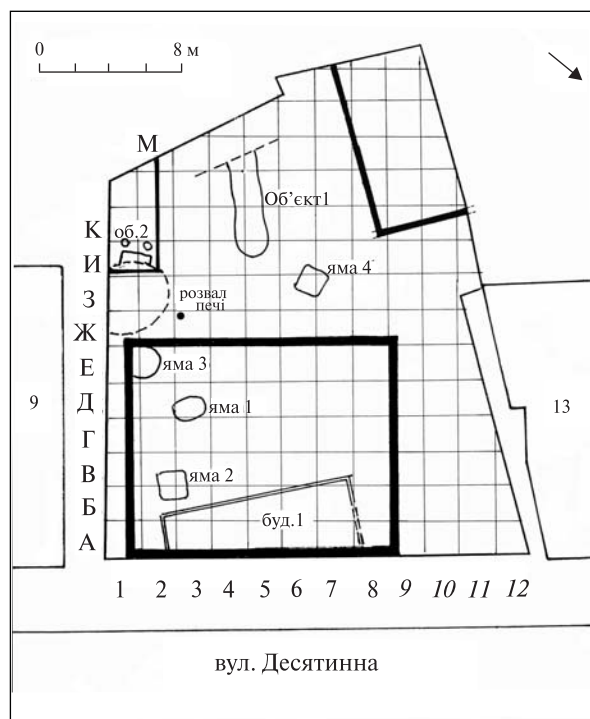 0 8 м
М
Об’єкт1
К
об.2
И
яма 4
З
розвал
печі
Ж
Е
яма 3
9
Д
яма 1
13
Г
В
яма 2
Б
буд.1
А
1 2 3 4 5 6 7 8 9 10 11 12
вул. Десятинна